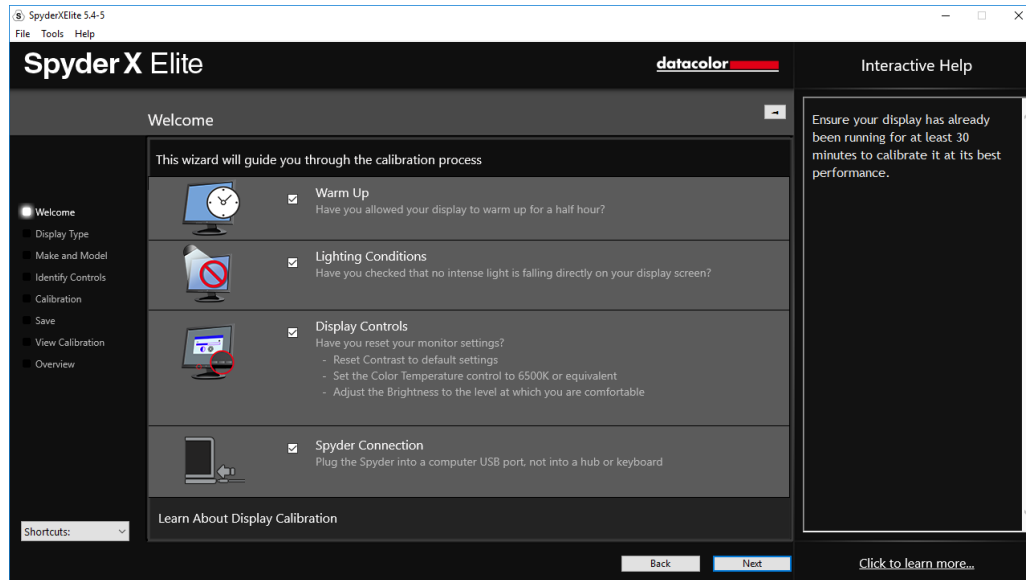 SpyderXElite 5.4-5
File Tools Help
Spyder X Elite
datacolor
Interactive Help
Welcome
Ensure your display has already
been running for at least 30
minutes to calibrate it at its best
performance.
This wizard will guide you through the calibration process
Welcome
Display Type
Make and Model
Identify Controls
Calibration
Save
View Calibration
Overview
Warm Up
Have you allowed your display to warm up for a half hour?
Lighting Conditions
Have you checked that no intense light is falling directly on your display screen?
Display Controls
Have you reset your monitor settings?
- Reset Contrast to default settings
- Set the Color Temperature control to 6500K or equivalent
- Adjust the Brightness to the level at which you are comfortable
Spyder Connection
Plug the Spyder into a computer USB port, not into a hub or keyboard
Learn About Display Calibration
Shortcuts:
Back
Next
Click to learn more...